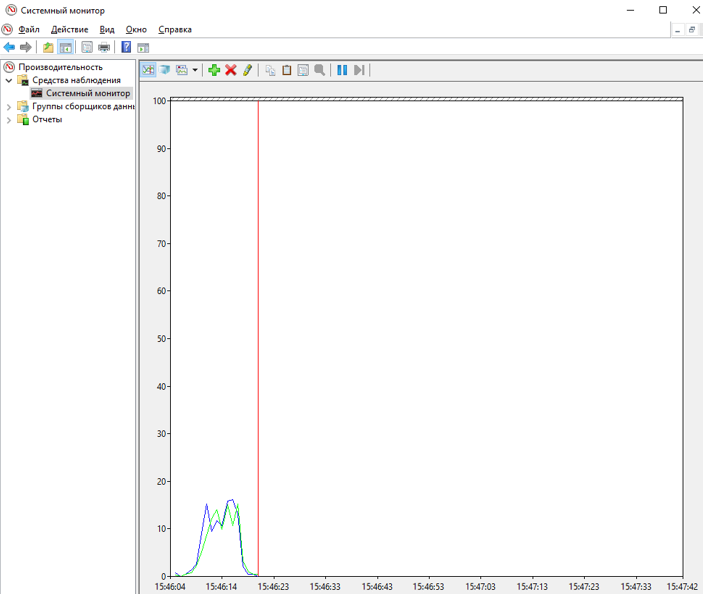 Системный монитор
Файл Действие Вид Окно Справка
Производительность
Средства наблюдения
Системный монитор
Группы сборщиков данн
Отчеты
100
90
80
70
60
50
40
30
20
10
0
15:46:04 15:46:14 15:46:23 15:46:33 15:46:43 15:46:53 15:47:03 15:47:13 15:47:23 15:47:33 15:47:42